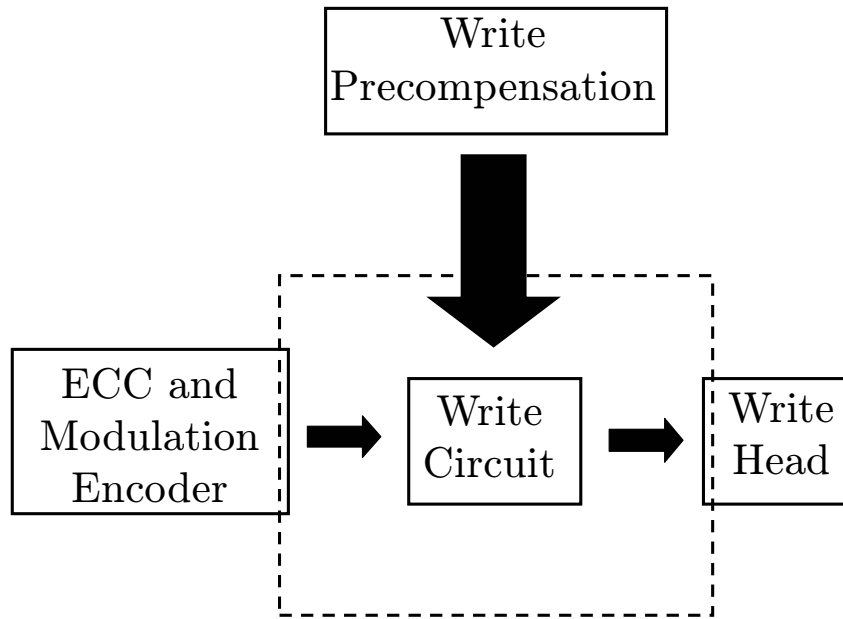 Write
Precompensation
ECC and
Modulation
Encoder
Write
Circuit
Write
Head